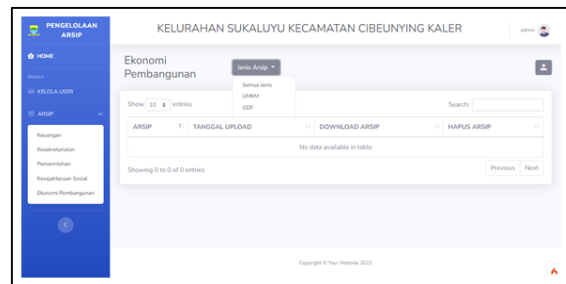 PENGELOLAAN
ARSIP
KELURAHAN SUKALUYU KECAMATAN CIBEUNYING KALER
admin
HOME
KELOLA
KELOLA USER
ARSIP
Keuangan
Kesekretariatan
Pemerintahan
Kesejahteraan Sosial
Ekonomi Pembangunan
Ekonomi
Pembangunan
Jenis Arsip
Semua Jenis
UMKM
ODF
Show 10 entries
Search:
ARSIP TANGGAL UPLOAD DOWNLOAD ARSIP HAPUS ARSIP
No data available in table
Showing 0 to 0 of 0 entries
Previous Next
Copyright © Your Website 2022